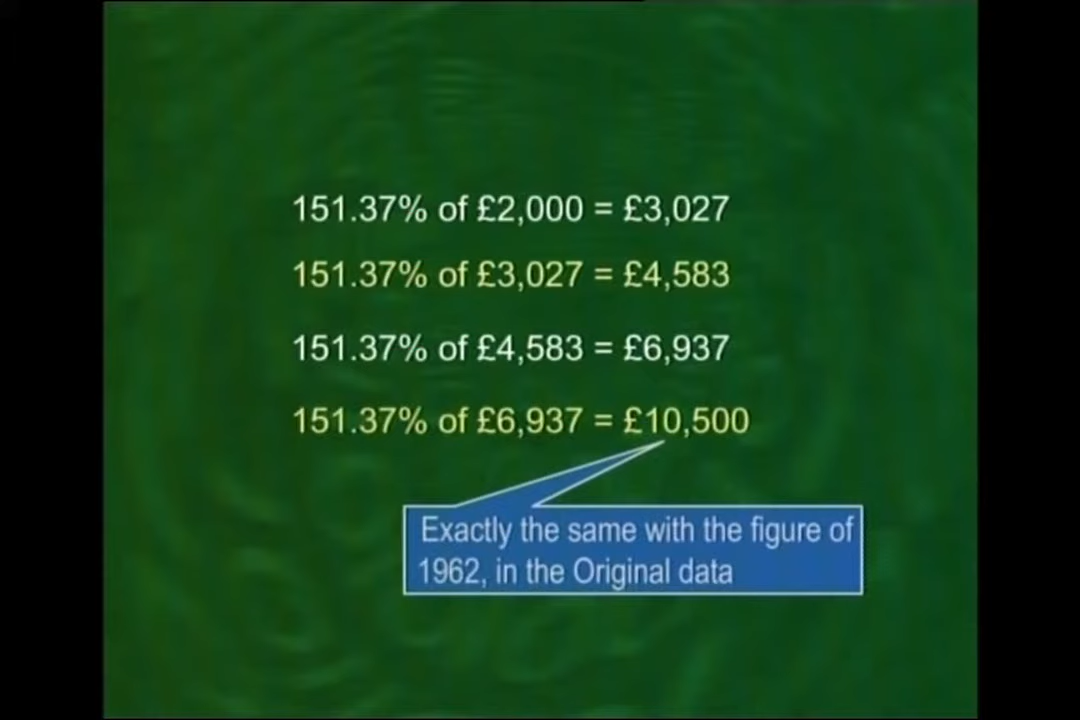 151.37% of £2,000 = £3,027
151.37% of £3,027 = £4,583
151.37% of £4,583 = £6,937
151.37% of £6,937 = £10,500
Exactly the same with the figure of
1962, in the Original data